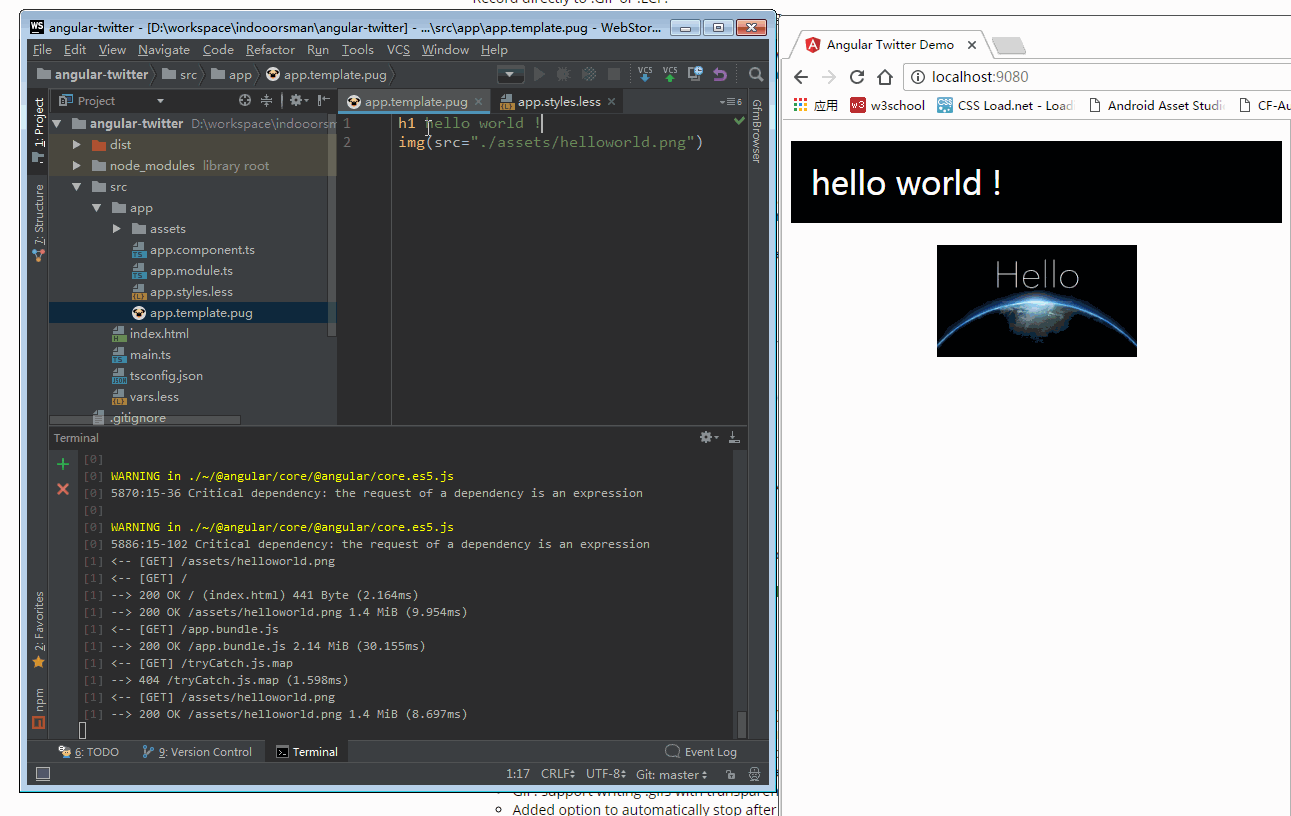 Record directly to .GIF or .LCF.
angular-twitter - [D:\workspace\indooorsman\angular-twitter] - ...\src\app\app.template.pug - WebStor...
File Edit View Navigate Code Refactor Run Tools VCS Window Help
angular-twitter src app app.template.pug
VCS VCS
Project
app.template.pug app.styles.less
6
1: Project
7: Structure
2: Favorites
npm
GfmBrowser
angular-twitter D:\workspace\indooorsm
dist
node_modules library root
src
app
assets
app.component.ts
app.module.ts
app.styles.less
app.template.pug
index.html
main.ts
tsconfig.json
vars.less
.gitignore
1 h1 hello world !
2 img(src="./assets/helloworld.png")
Terminal
[0]
[0] WARNING in ./~/@angular/core/@angular/core.es5.js
[0] 5870:15-36 Critical dependency: the request of a dependency is an expression
[0]
[0] WARNING in ./~/@angular/core/@angular/core.es5.js
[0] 5886:15-102 Critical dependency: the request of a dependency is an expression
[1] <-- [GET] /assets/helloworld.png
[1] <-- [GET] /
[1] --> 200 OK / (index.html) 441 Byte (2.164ms)
[1] --> 200 OK /assets/helloworld.png 1.4 MiB (9.954ms)
[1] <-- [GET] /app.bundle.js
[1] --> 200 OK /app.bundle.js 2.14 MiB (30.155ms)
[1] <-- [GET] /tryCatch.js.map
[1] --> 404 /tryCatch.js.map (1.598ms)
[1] <-- [GET] /assets/helloworld.png
[1] --> 200 OK /assets/helloworld.png 1.4 MiB (8.697ms)
6: TODO 9: Version Control Terminal Event Log
1:17 CRLF UTF-8 Git: master
GIF: support writing .gifs with transparen
Added option to automatically stop after
Angular Twitter Demo
localhost:9080
应用 w3school CSS Load.net - Load Android Asset Studi CF-Au
hello world !
Hello